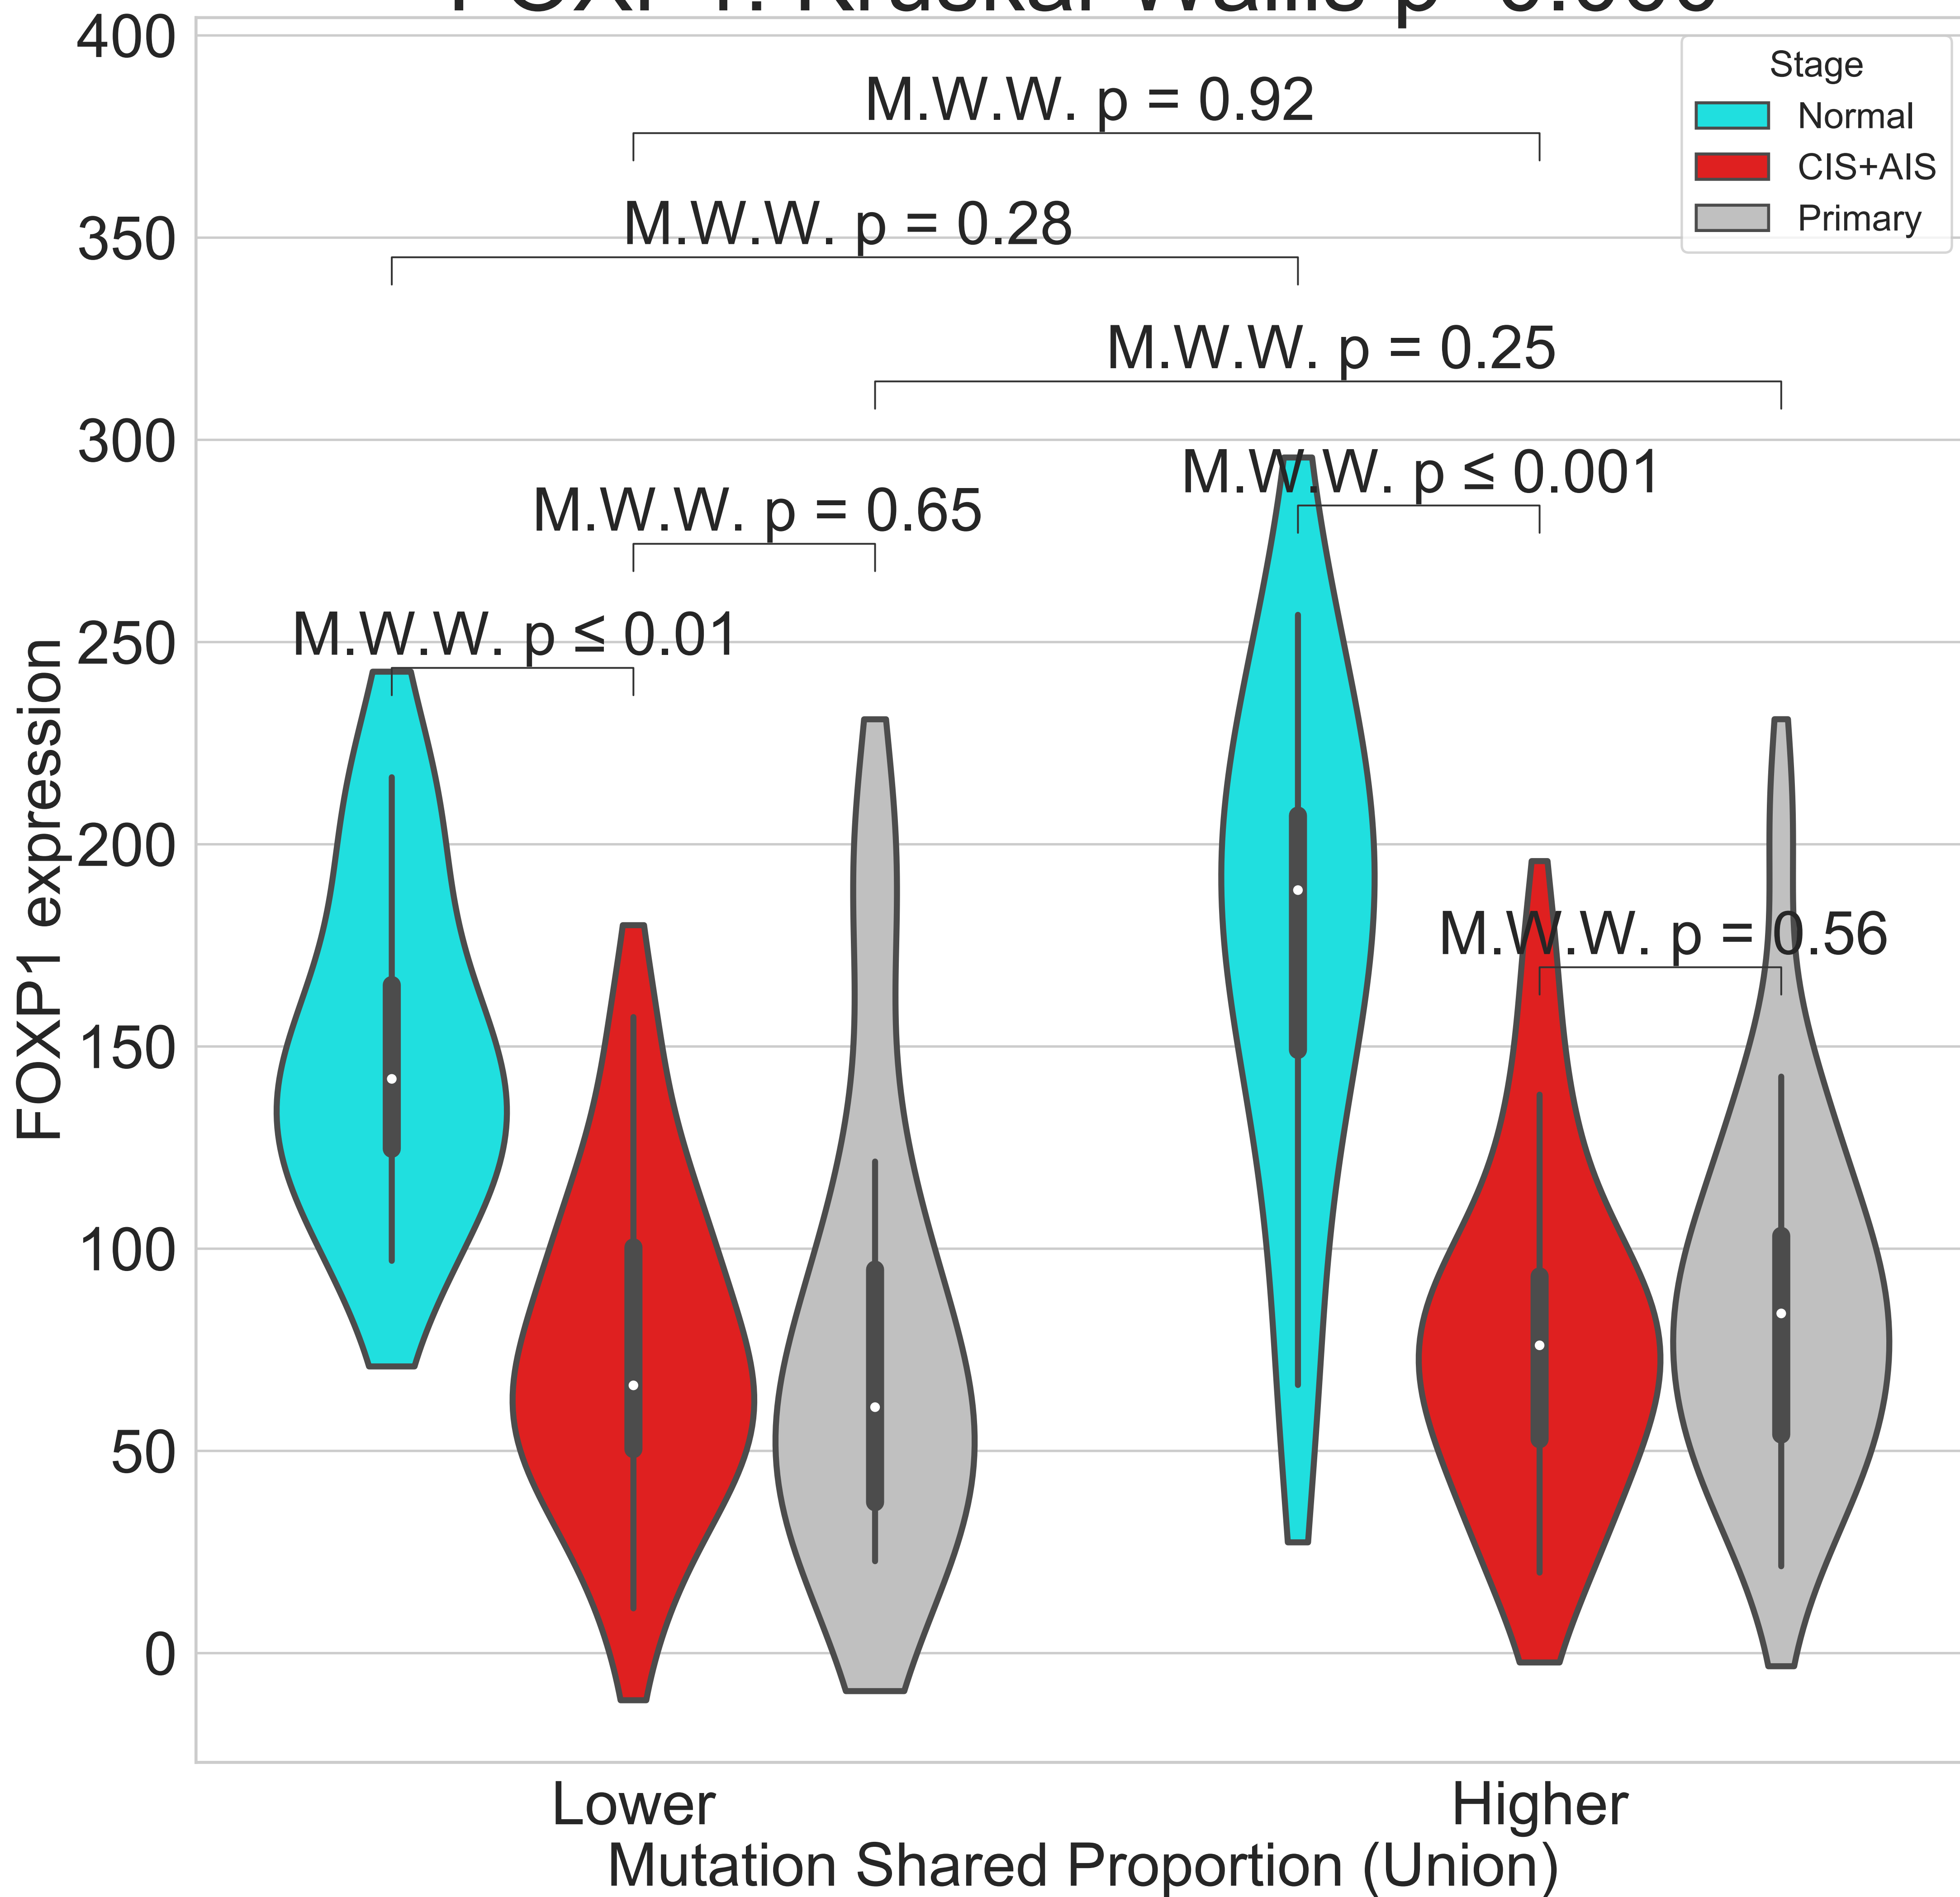 400
M.W.W. p = 0.92
Stage
Normal
CIS+AIS
Primary
M.W.W. p = 0.28
350
M.W.W. p = 0.25
300
M.W.W. p ≤ 0.001
M.W.W. p = 0.65
M.W.W. p ≤ 0.01
250
200
M.W.W. p = 0.56
150
100
50
0
FOXP1 expression
Lower
Higher
Mutation Shared Proportion (Union)